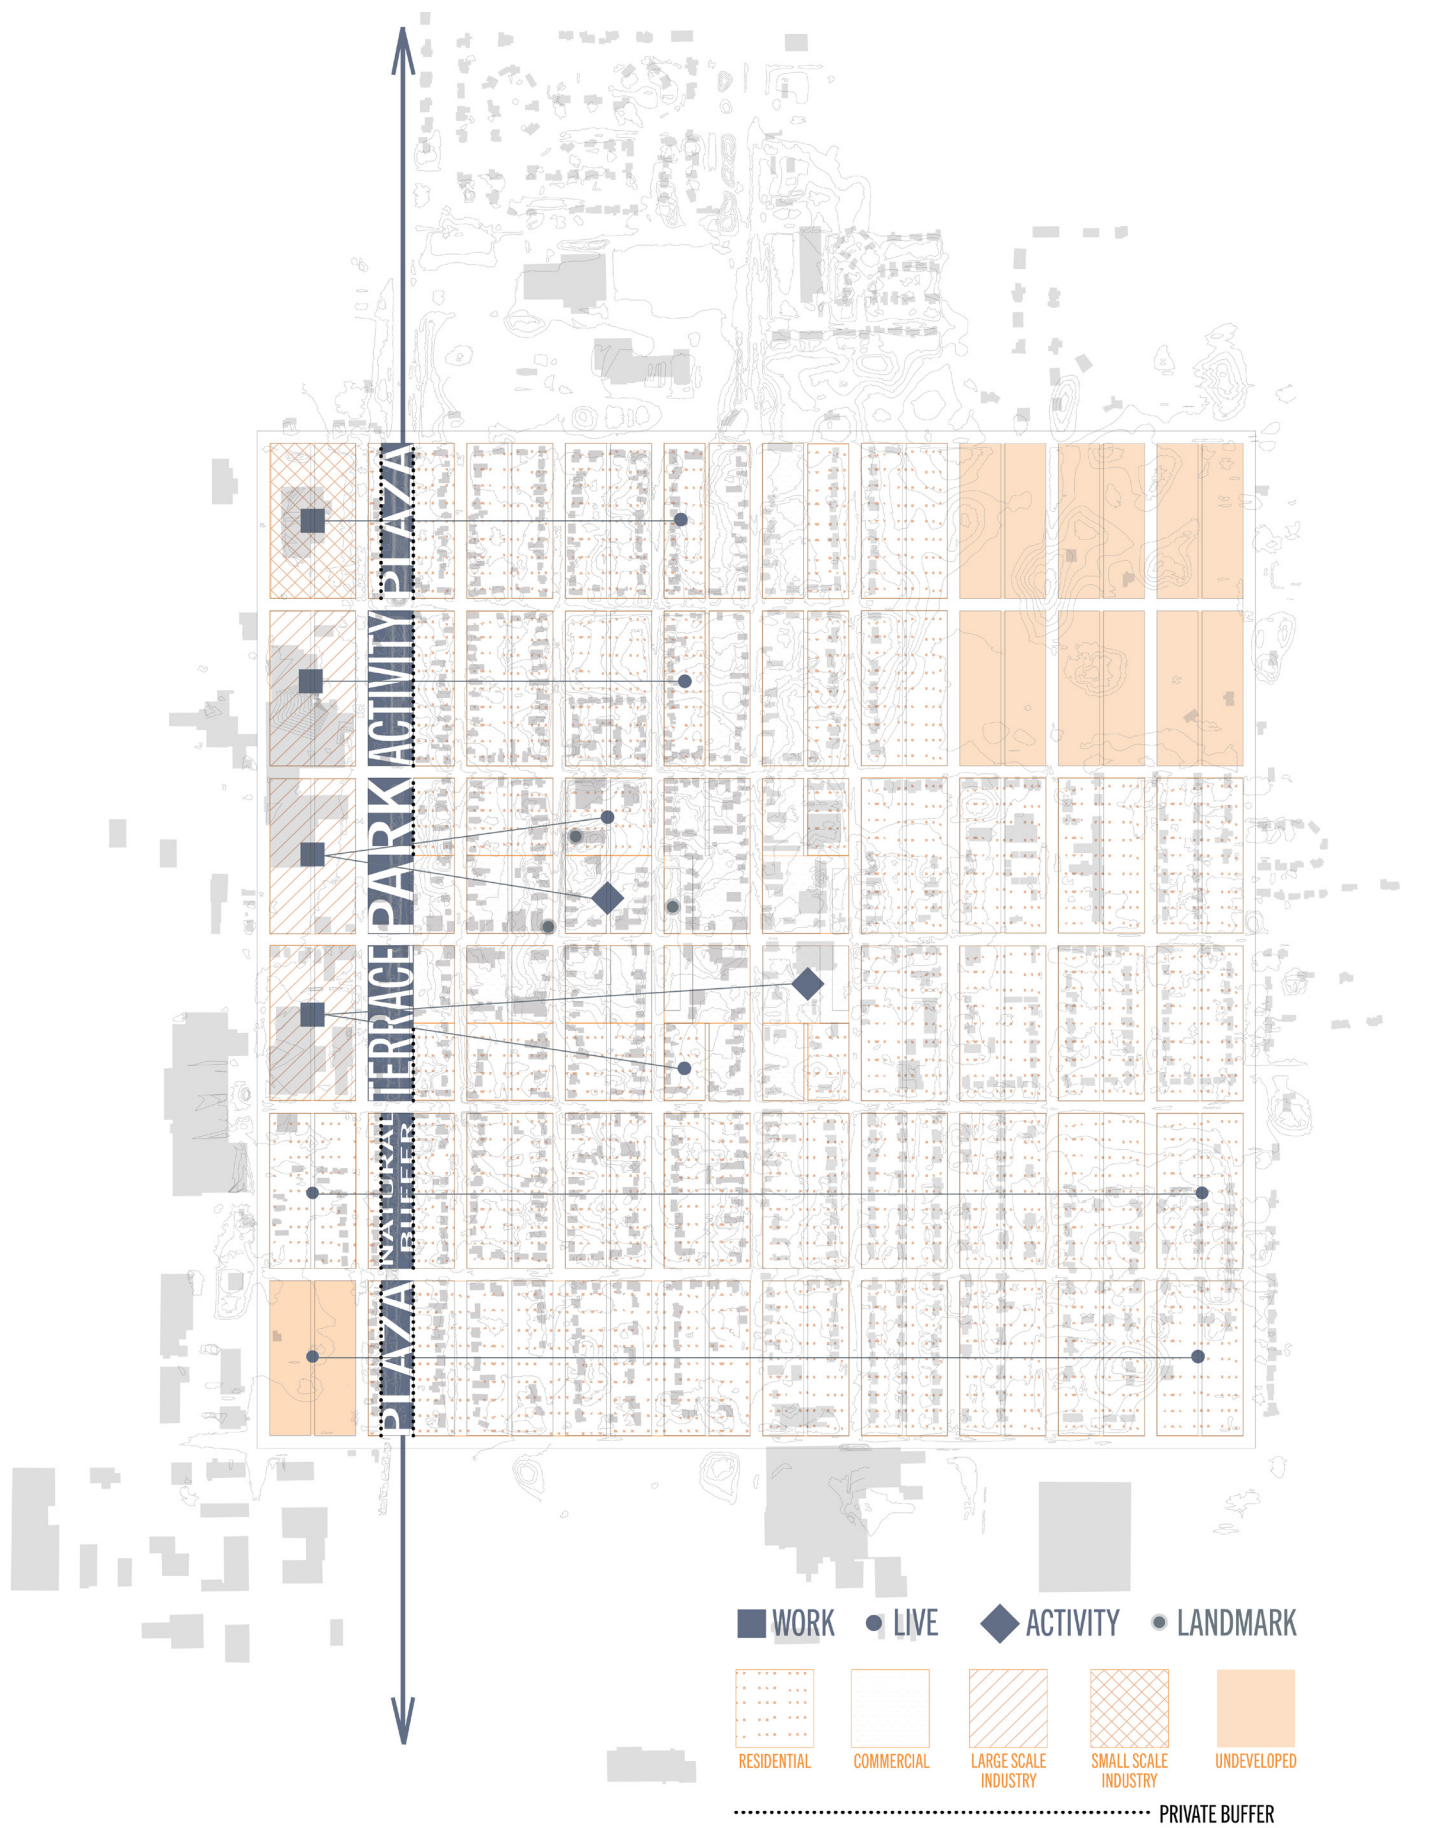 PLAZA
ACTIVITY
PARK
TERRACE
NATURAL
BUFFER
PLAZA
WORK LIVE ACTIVITY LANDMARK
RESIDENTIAL COMMERCIAL LARGE SCALE INDUSTRY SMALL SCALE INDUSTRY UNDEVELOPED
PRIVATE BUFFER